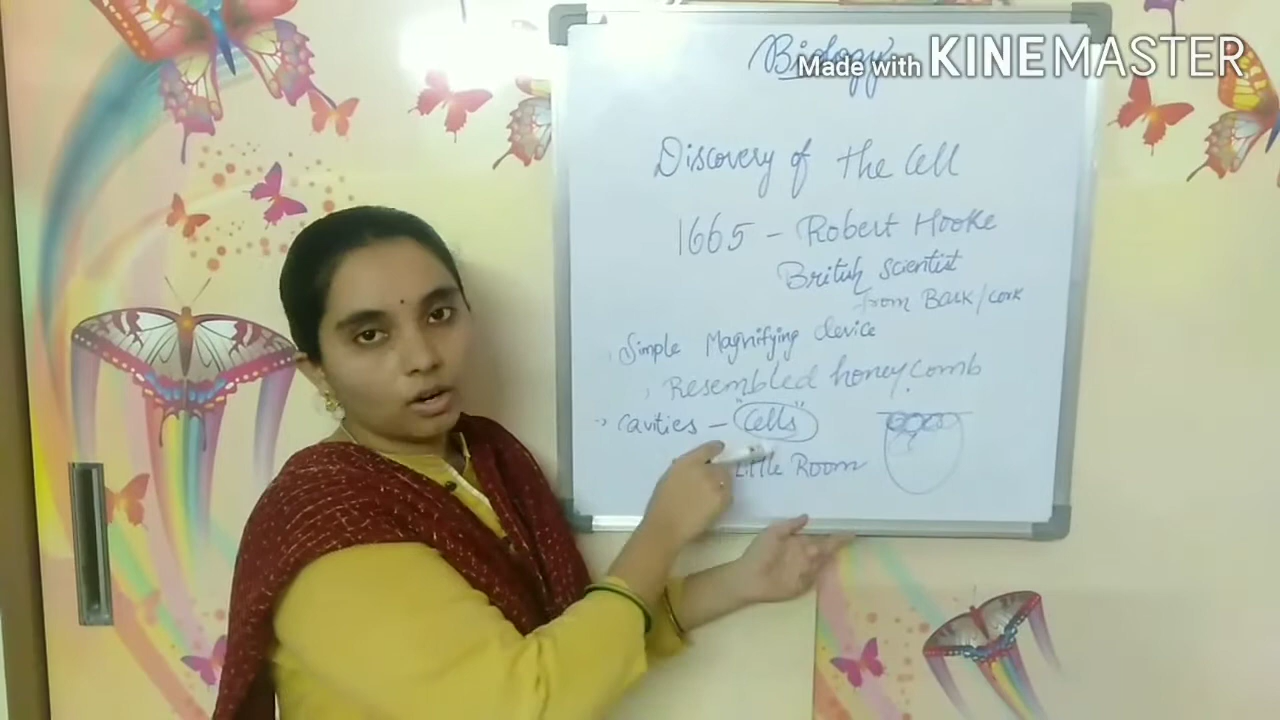 Biology
Made with KINEMASTER
Discovery of the Cell
1665 - Robert Hooke
British Scientist
from Bark/Cork
Simple Magnifying device
Resembled honey comb
-> Cavities - "Cells"
Little Room